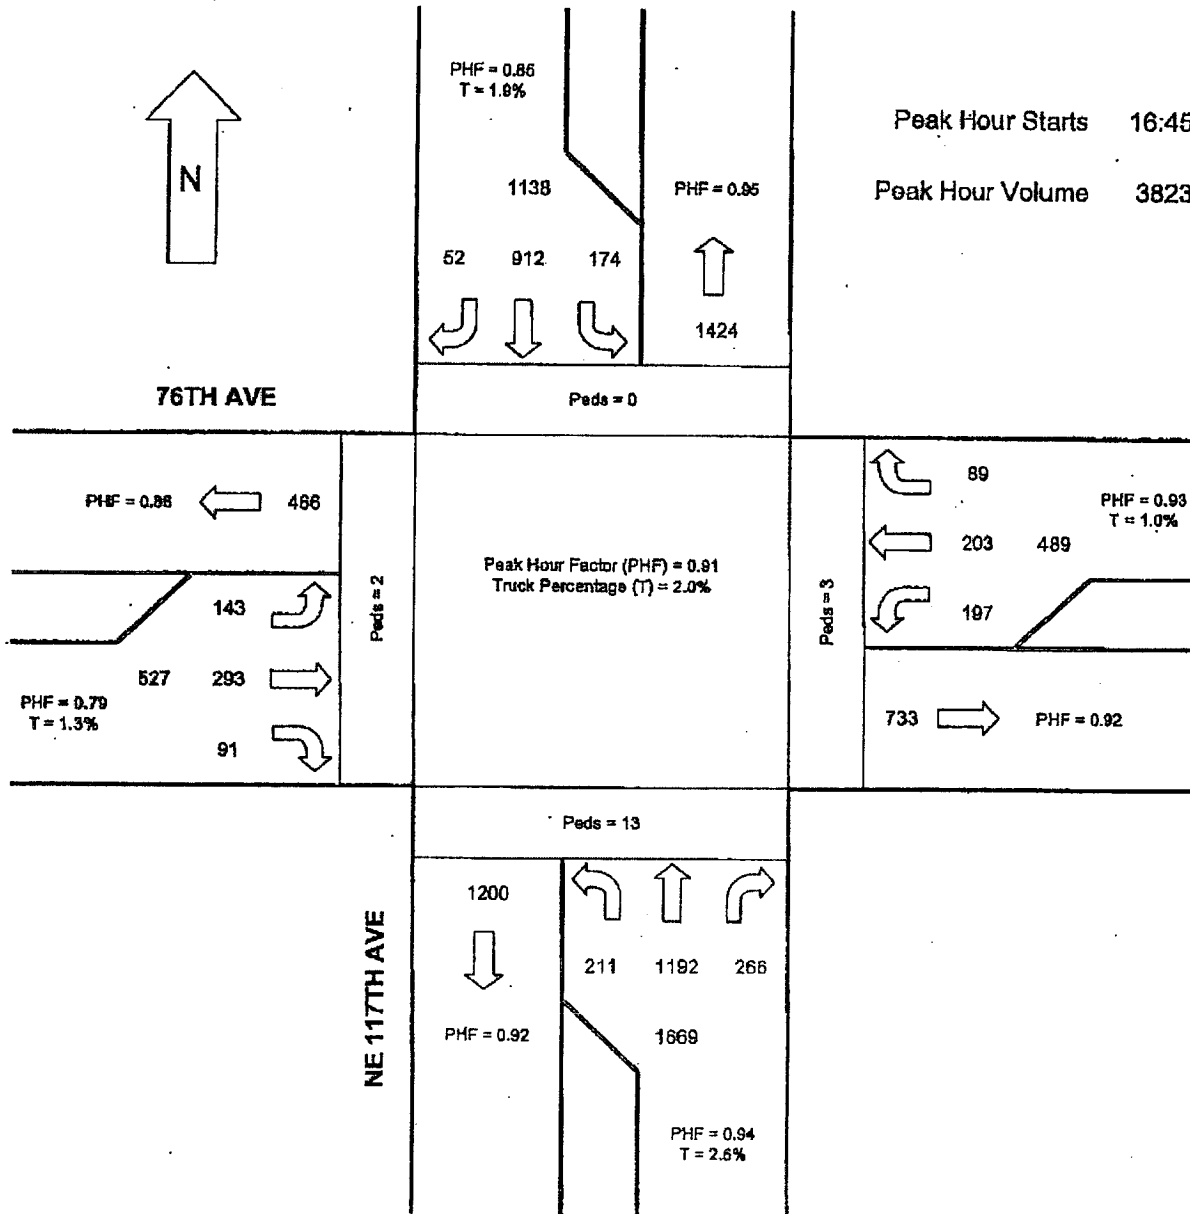 PHF = 0.85
T = 1.9%
Peak Hour Starts 16:45
N
1138
PHF = 0.95
Peak Hour Volume 3823
52 912 174
1424
76TH AVE
Peds = 0
PHF = 0.86
466
89
PHF = 0.93
T = 1.0%
203 489
197
Peak Hour Factor (PHF) = 0.91
Truck Percentage (T) = 2.0%
Peds = 2
Peds = 3
143
527 293
PHF = 0.79
T = 1.3%
91
733
PHF = 0.92
Peds = 13
1200
211 1192 266
NE 117TH AVE
PHF = 0.92
1669
PHF = 0.94
T = 2.6%